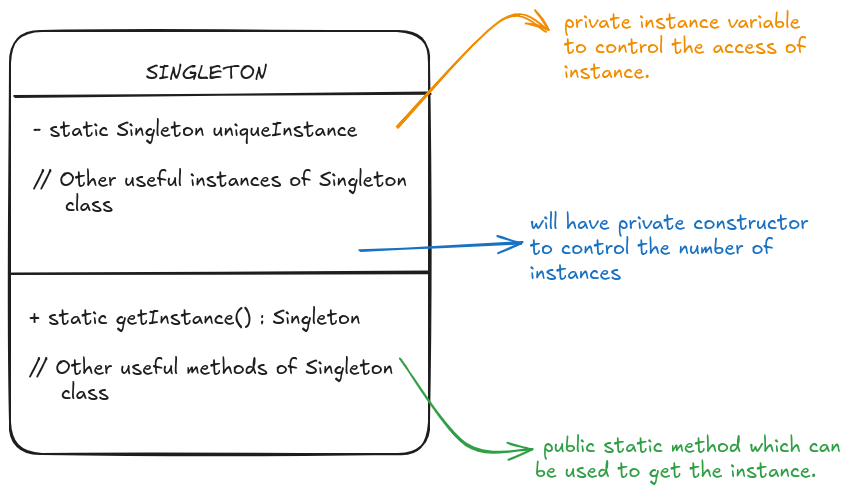 SINGLETON
- static Singleton uniqueInstance
// Other useful instances of Singleton
class
+ static getInstance() : Singleton
// Other useful methods of Singleton
class
private instance variable
to control the access of
instance.
will have private constructor
to control the number of
instances
public static method which can
be used to get the instance.